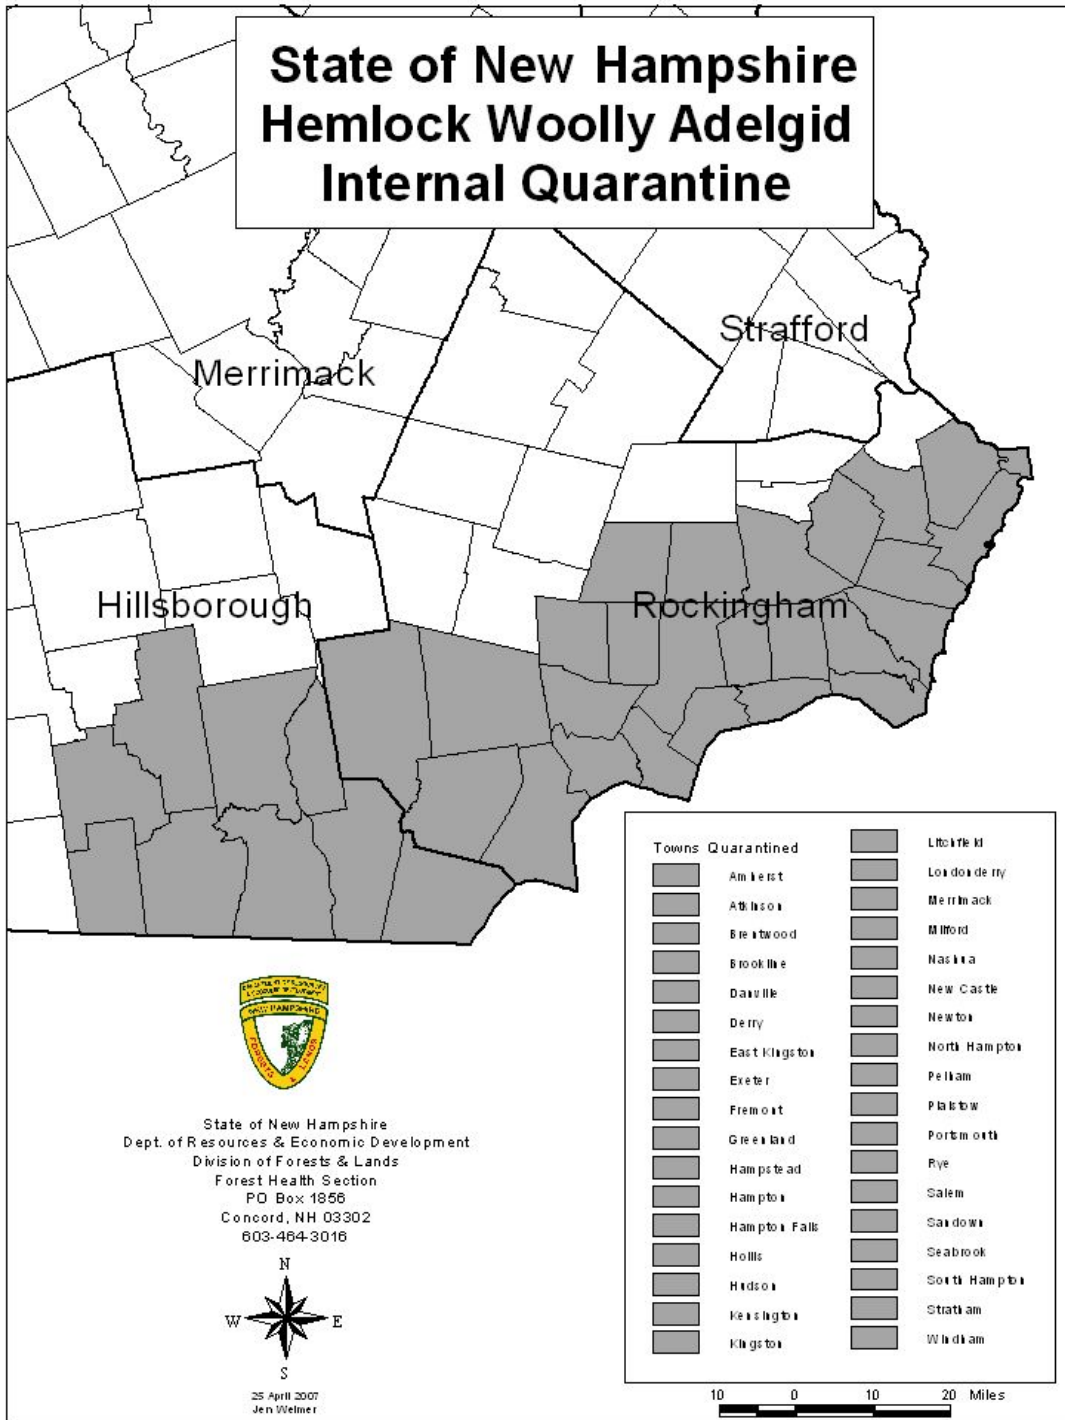 State of New Hampshire
Hemlock Woolly Adelgid
Internal Quarantine
Strafford
Merrimack
Hillsborough
Rockingham
Towns Quarantined
Amherst
Atkinson
Brentwood
Brookline
Danville
Derry
East Kingston
Exeter
Fremont
Greenland
Hampstead
Hampton
Hampton Falls
Hollis
Hudson
Kensington
Kingston
Litchfield
Londonderry
Merrimack
Milford
Nashua
New Castle
Newton
North Hampton
Pelham
Plaistow
Portsmouth
Rye
Salem
Sandown
Seabrook
South Hampton
Stratham
Windham
NEW HAMPSHIRE
FORESTS & LANDS
State of New Hampshire
Dept. of Resources & Economic Development
Division of Forests & Lands
Forest Health Section
PO Box 1856
Concord, NH 03302
603-464-3016
N
W E
S
25 April 2007
Jen Weimer
10 0 10 20 Miles